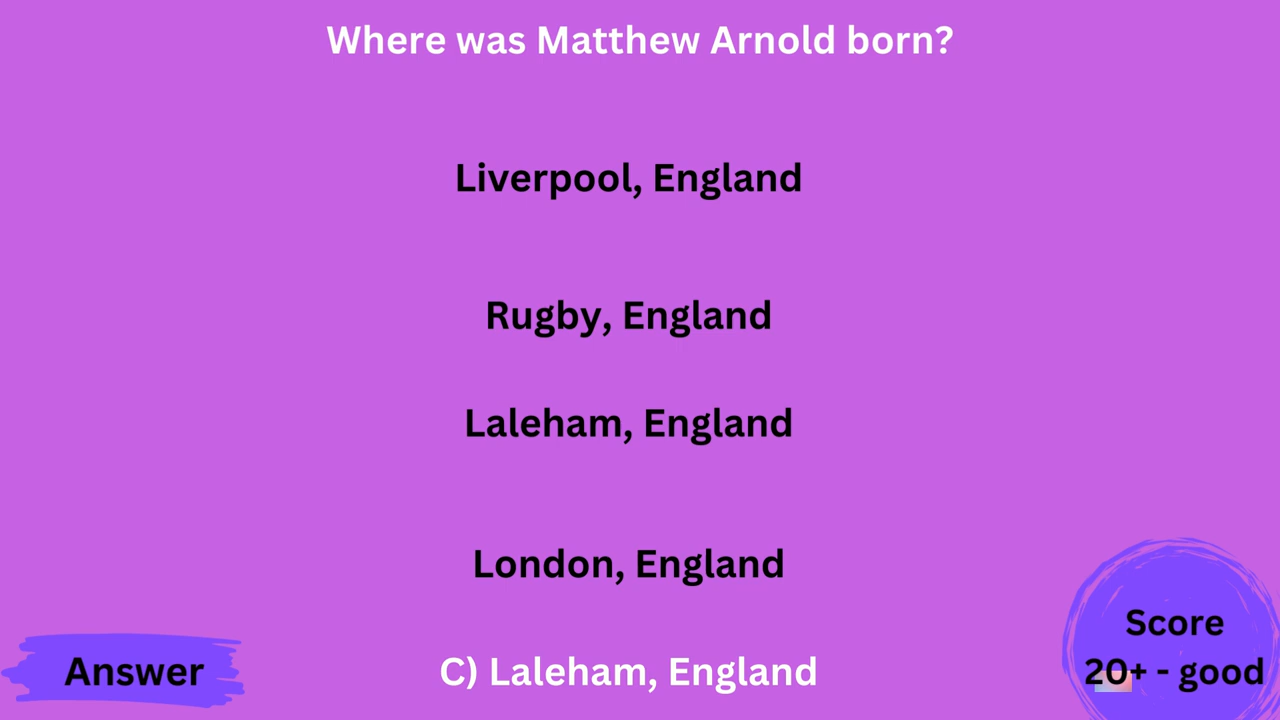 Where was Matthew Arnold born?
Liverpool, England
Rugby, England
Laleham, England
London, England
Answer
C) Laleham, England
Score
20+ - good